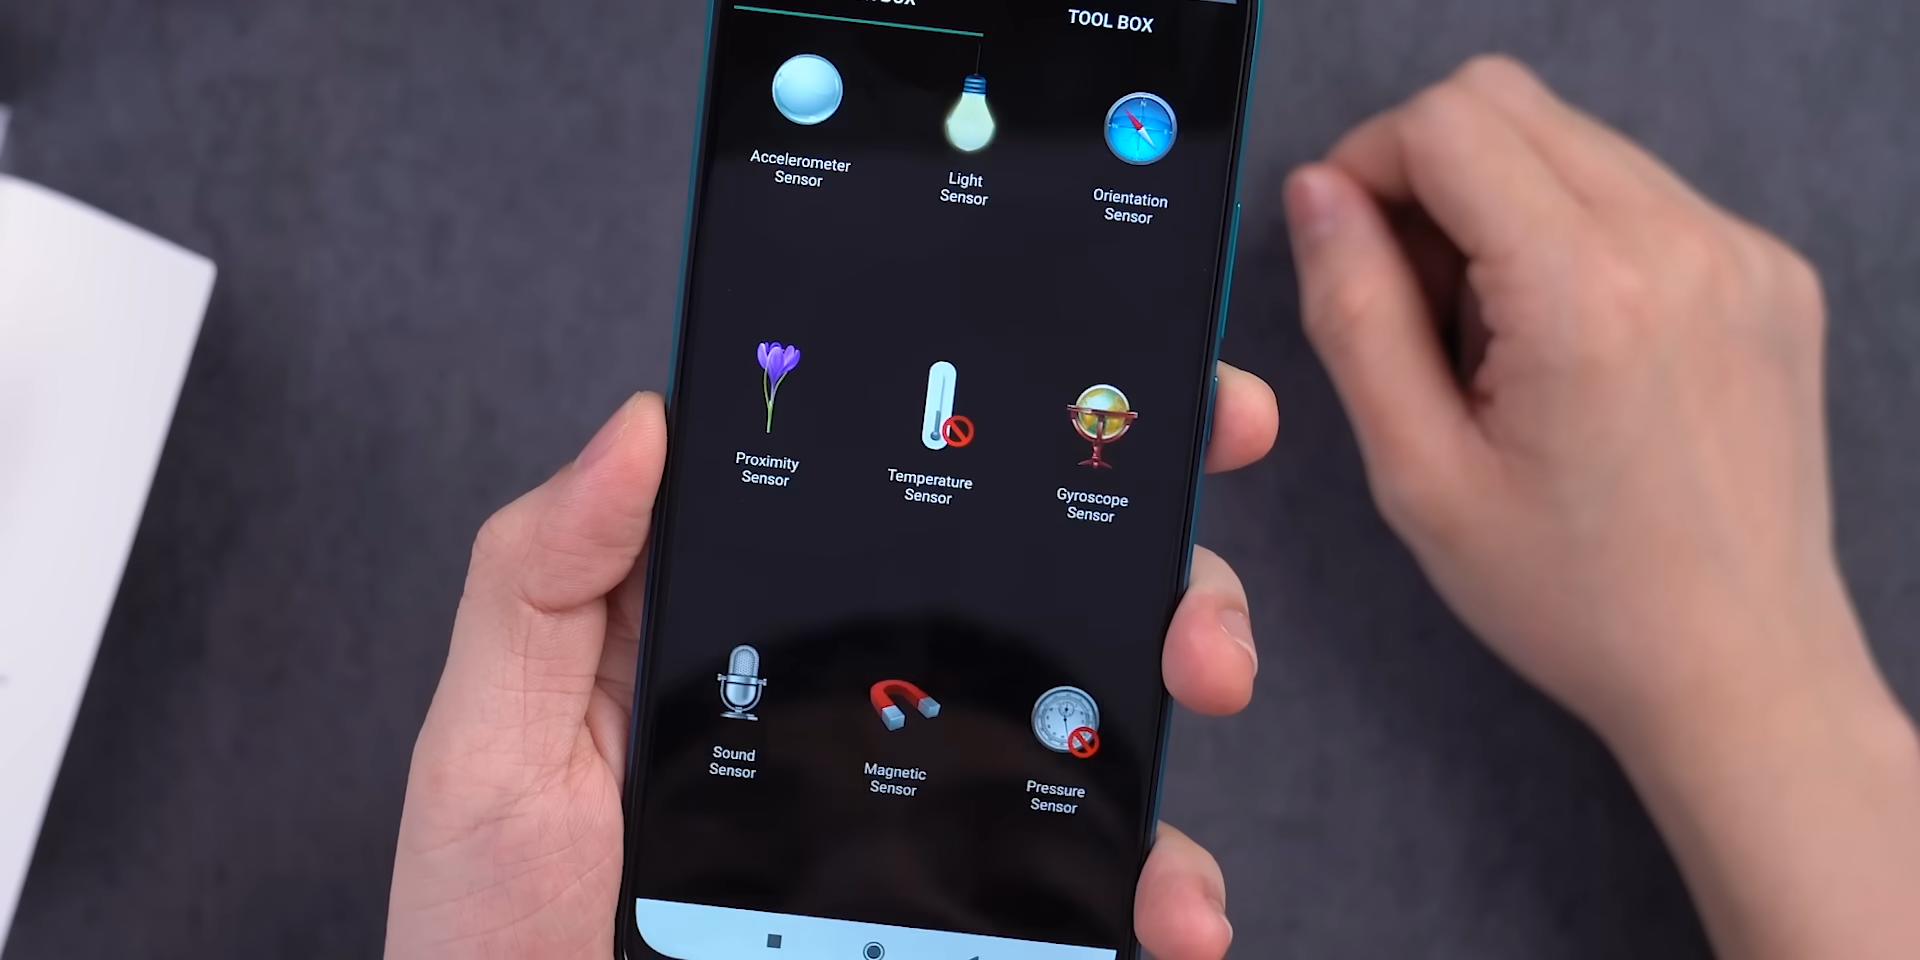 BOX
TOOL BOX
Accelerometer
Sensor
Light
Sensor
Orientation
Sensor
Proximity
Sensor
Temperature
Sensor
Gyroscope
Sensor
Sound
Sensor
Magnetic
Sensor
Pressure
Sensor